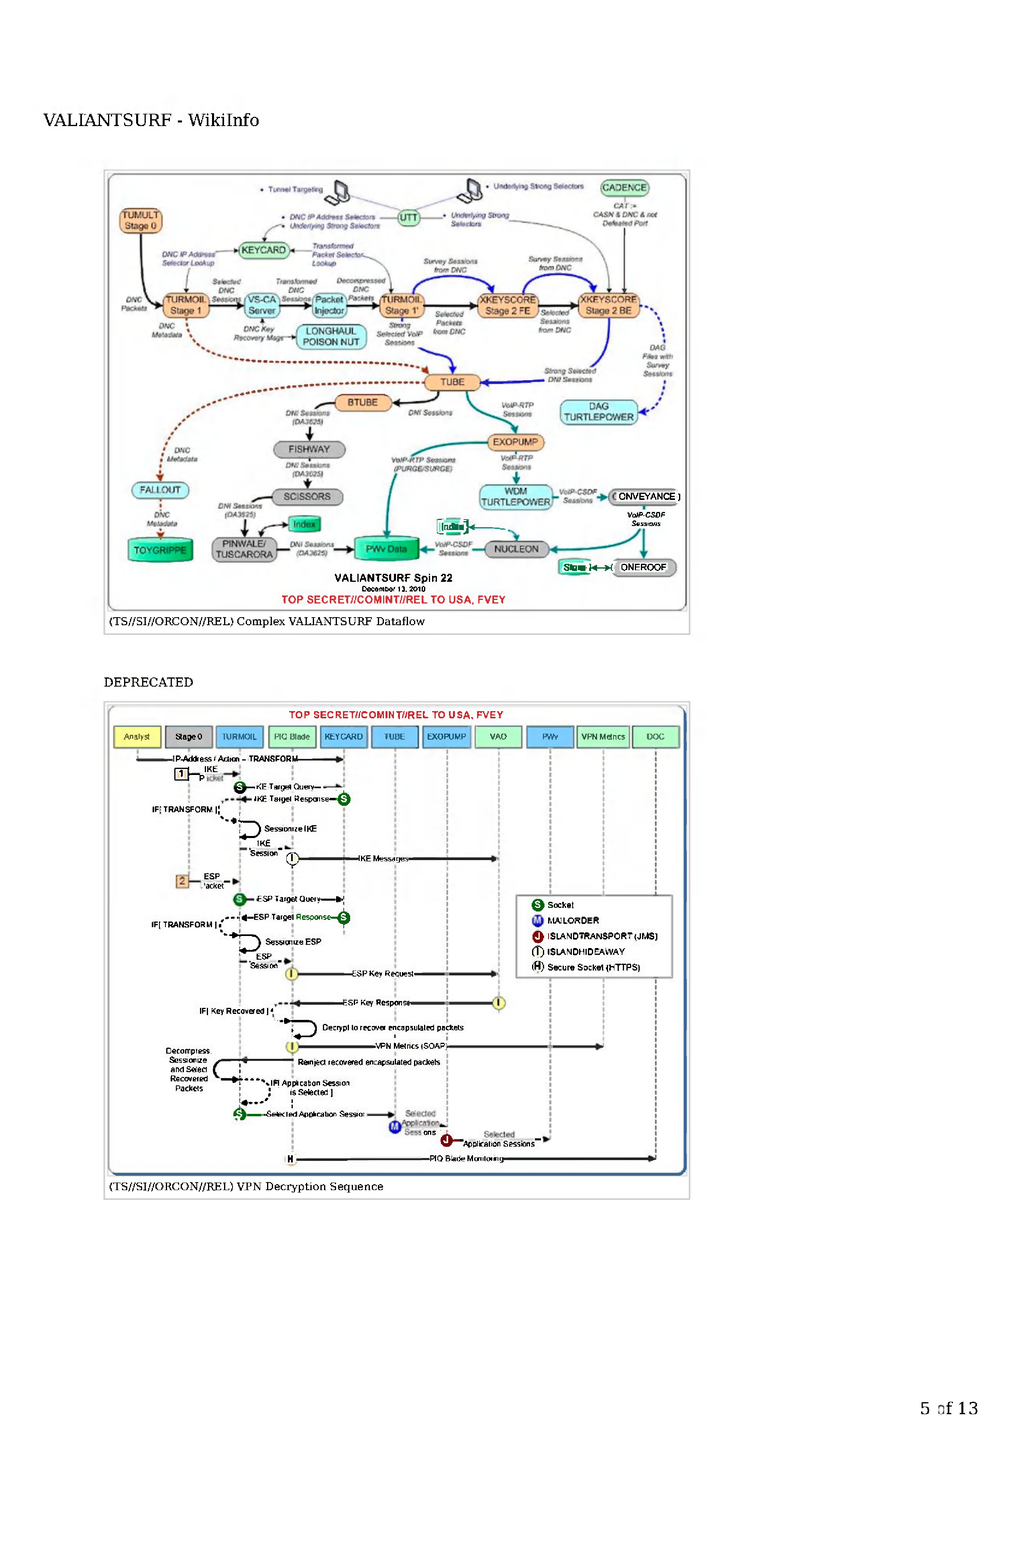 VALIANTSURF - WikiInfo
• Tunnel Targeting
• Underlying Strong Selectors
CADENCE
TUMULT
Stage 0
• DNC IP Address Selectors
• Underlying Strong Selectors
UTT
• Underlying Strong
Selectors
CAT :=
CASN & DNC & not
Defeated Port
DNC IP Address
Selector Lookup
KEYCARD
Transformed
Packet Selector
Lookup
Survey Sessions
from DNC
Survey Sessions
from DNC
DNC
Packets
TURMOIL
Stage 1
Selected
DNC
Sessions
VS-CA
Server
Transformed
DNC
Sessions
Packet
Injector
Decompressed
DNC
Packets
TURMOIL
Stage 1'
Selected
Packets
from DNC
XKEYSCORE
Stage 2 FE
Selected
Sessions
from DNC
XKEYSCORE
Stage 2 BE
DNC
Metadata
DNC Key
Recovery Msgs
LONGHAUL
POISON NUT
Strong
Selected VoIP
Sessions
DAG
Files with
Survey
Sessions
TUBE
Strong Selected
DNI Sessions
BTUBE
DNI Sessions
(DA3625)
DNI Sessions
VoIP-RTP
Sessions
DAG
TURTLEPOWER
FISHWAY
EXOPUMP
DNC
Metadata
DNI Sessions
(DA3625)
VoIP-RTP Sessions
(PURGE/SURGE)
VoIP-RTP
Sessions
FALLOUT
SCISSORS
WDM
TURTLEPOWER
VoIP-CSDF
Sessions
CONVEYANCE
DNI Sessions
(DA3625)
DNC
Metadata
Index
Index
VoIP-CSDF
Sessions
TOYGRIPPE
PINWALE/
TUSCARORA
DNI Sessions
(DA3625)
PWv Data
VoIP-CSDF
Sessions
NUCLEON
ONEROOF
VALIANTSURF Spin 22
December 13, 2010
TOP SECRET//COMINT//REL TO USA, FVEY
(TS//SI//ORCON//REL) Complex VALIANTSURF Dataflow
DEPRECATED
TOP SECRET//COMINT//REL TO USA, FVEY
Analyst Stage 0 TURMOIL PIQ Blade KEYCARD TUBE EXOPUMP VAO PWv VPN Metrics DOC
IP-Address / Action = TRANSFORM
1 IKE
Packet
S IKE Target Query
IKE Target Response S
IF[ TRANSFORM ]
Sessionize IKE
IKE
Session
I IKE Messages
2 ESP
Packet
S ESP Target Query
ESP Target Response S
IF[ TRANSFORM ]
Sessionize ESP
ESP
Session
I ESP Key Request
S Socket
M MAILORDER
J ISLANDTRANSPORT (JMS)
I ISLANDHIDEAWAY
H Secure Socket (HTTPS)
ESP Key Response I
IF[ Key Recovered ]
Decrypt to recover encapsulated packets
I VPN Metrics (SOAP)
Decompress,
Sessionize
and Select
Recovered
Packets
Reinject recovered encapsulated packets
IF[ Application Session
is Selected ]
S Selected Application Session
M Selected
Application
Sessions
J Selected
Application Sessions
H PIQ Blade Monitoring
(TS//SI//ORCON//REL) VPN Decryption Sequence
5 of 13